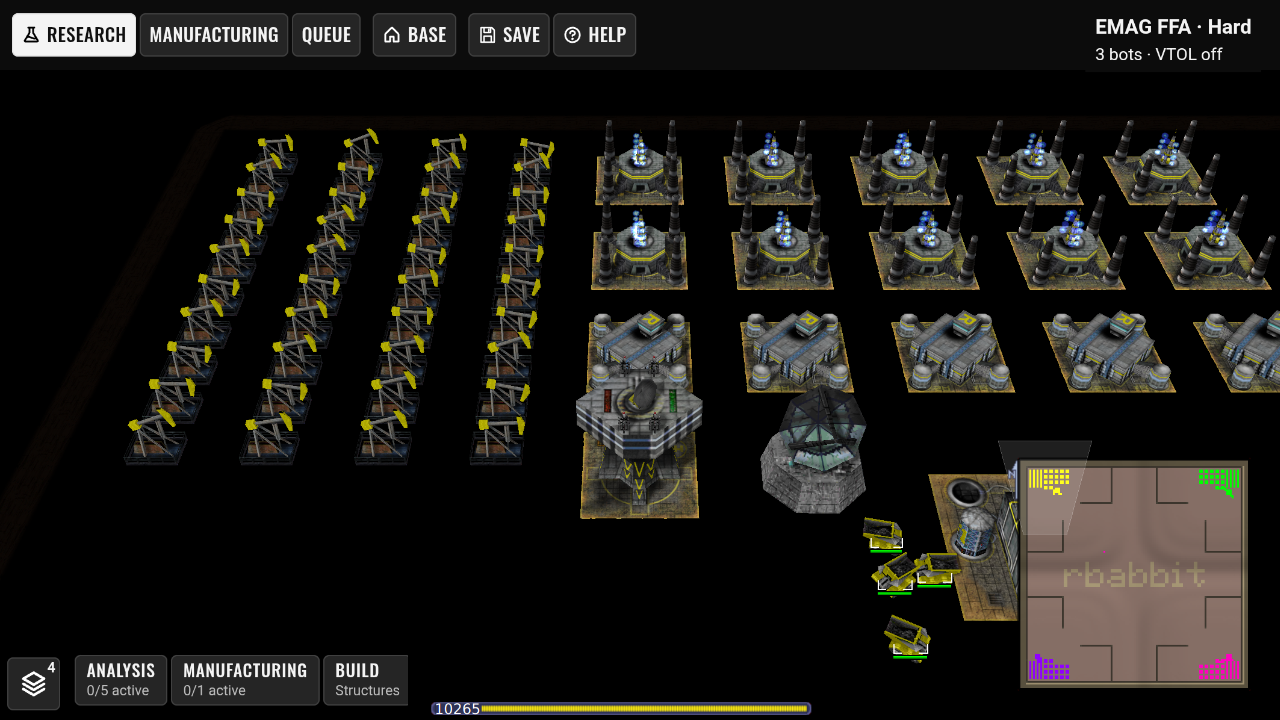 RESEARCH
MANUFACTURING
QUEUE
BASE
SAVE
HELP
EMAG FFA · Hard
3 bots · VTOL off
rbabbit
4
ANALYSIS
0/5 active
MANUFACTURING
0/1 active
BUILD
Structures
10265